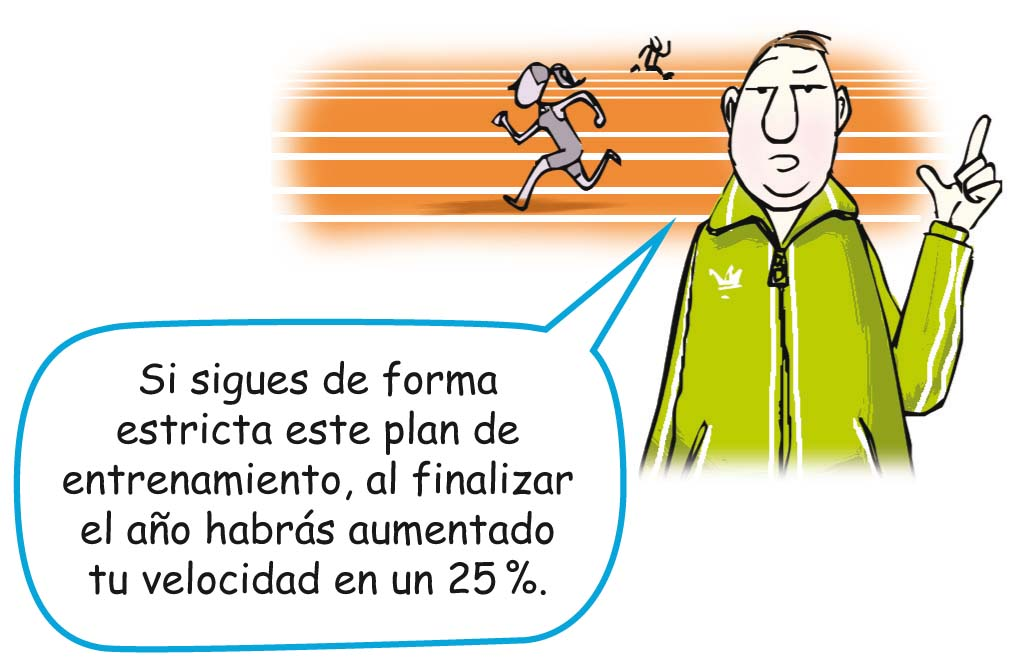 Si sigues de forma
estricta este plan de
entrenamiento, al finalizar
el año habrás aumentado
tu velocidad en un 25 %.